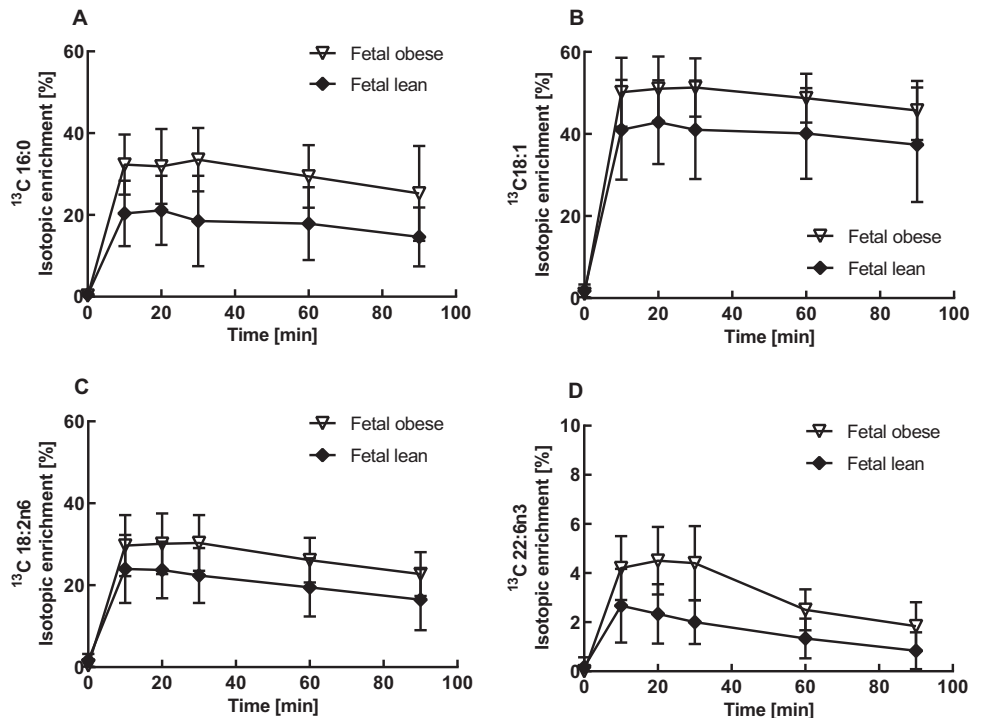 A
¹³C 16:0
Isotopic enrichment [%]
60
40
20
0
Fetal obese
Fetal lean
0 20 40 60 80 100
Time [min]
B
¹³C18:1
Isotopic enrichment [%]
60
40
20
0
Fetal obese
Fetal lean
0 20 40 60 80 100
Time [min]
C
¹³C 18:2n6
Isotopic enrichment [%]
60
40
20
0
Fetal obese
Fetal lean
0 20 40 60 80 100
Time [min]
D
¹³C 22:6n3
Isotopic enrichment [%]
10
8
6
4
2
0
Fetal obese
Fetal lean
0 20 40 60 80 100
Time [min]